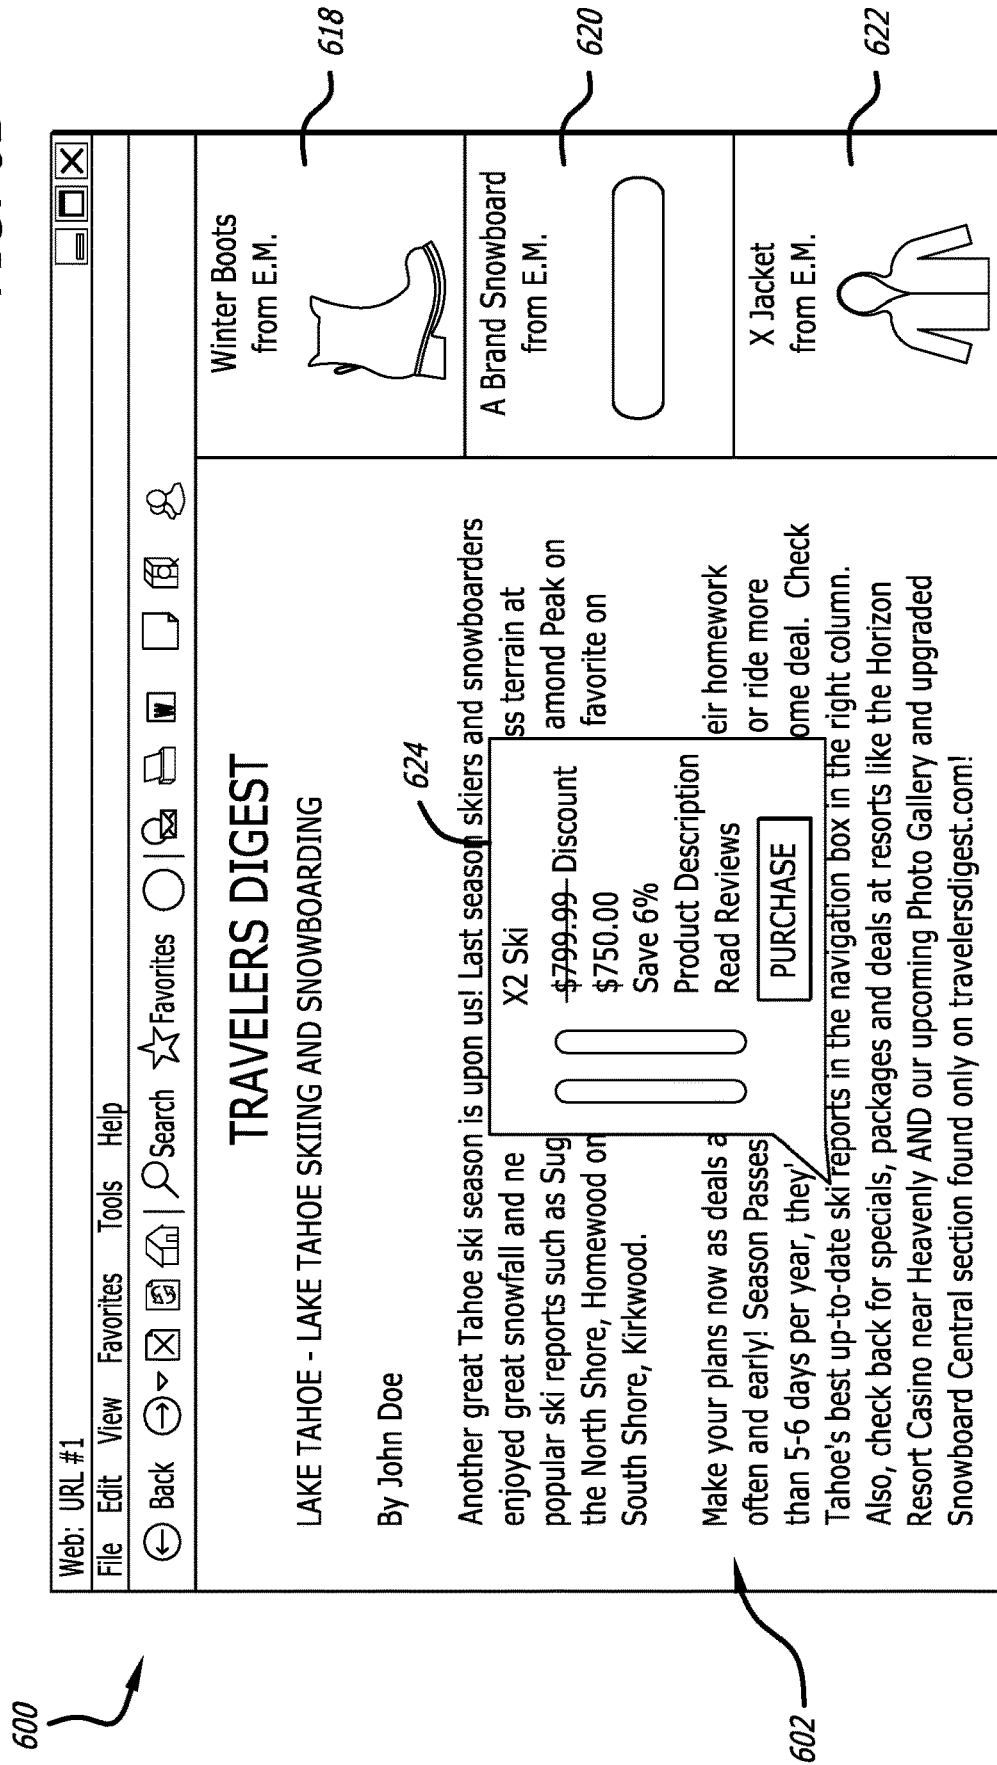 600
Web: URL #1
File Edit View Favorites Tools Help
Back Search Favorites W
TRAVELERS DIGEST
LAKE TAHOE - LAKE TAHOE SKIING AND SNOWBOARDING
By John Doe
624
Another great Tahoe ski season is upon us! Last season skiers and snowboarders
enjoyed great snowfall and ne ss terrain at
popular ski reports such as Sug amond Peak on
the North Shore, Homewood on favorite on
South Shore, Kirkwood.
Make your plans now as deals a eir homework
often and early! Season Passes or ride more
than 5-6 days per year, they' ome deal. Check
Tahoe's best up-to-date ski reports in the navigation box in the right column.
Also, check back for specials, packages and deals at resorts like the Horizon
Resort Casino near Heavenly AND our upcoming Photo Gallery and upgraded
Snowboard Central section found only on travelersdigest.com!
X2 Ski
$799.99 Discount
$750.00
Save 6%
Product Description
Read Reviews
PURCHASE
Winter Boots
from E.M.
618
A Brand Snowboard
from E.M.
620
X Jacket
from E.M.
622
602